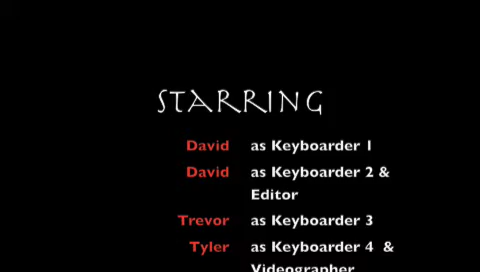 STARRING
David as Keyboarder 1
David as Keyboarder 2 &
Editor
Trevor as Keyboarder 3
Tyler as Keyboarder 4 &
Videographer